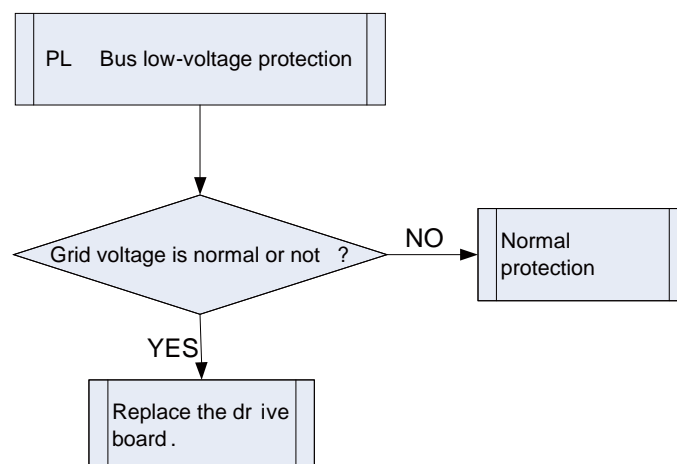 PL Bus low-voltage protection
Grid voltage is normal or not ?
NO
Normal
protection
YES
Replace the dr ive
board .